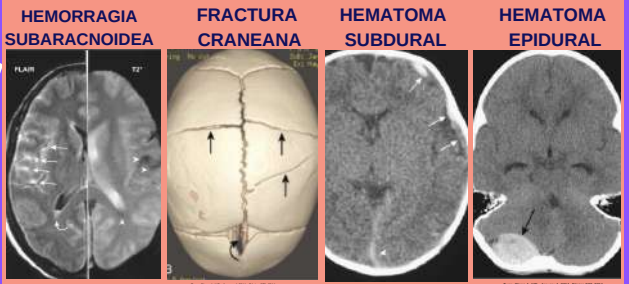 HEMORRAGIA
SUBARACNOIDEA
FRACTURA
CRANEANA
HEMATOMA
SUBDURAL
HEMATOMA
EPIDURAL
FLAIR
T2*